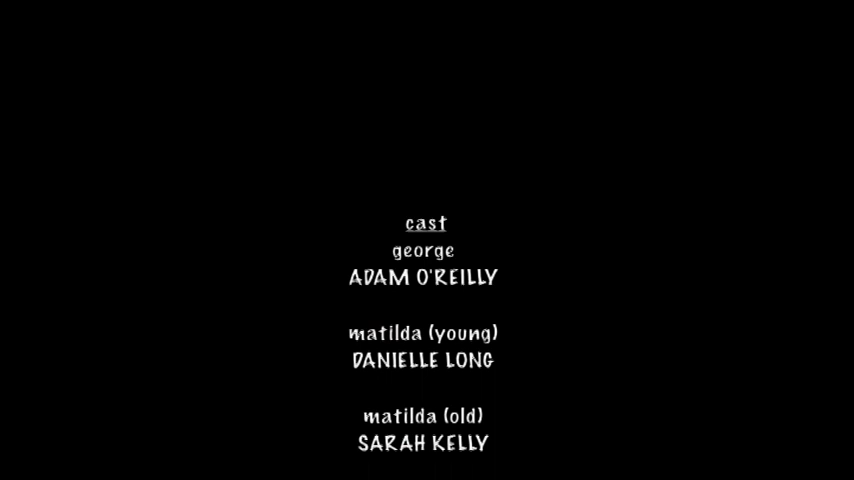 cast
george
ADAM O'REILLY
matilda (young)
DANIELLE LONG
matilda (old)
SARAH KELLY